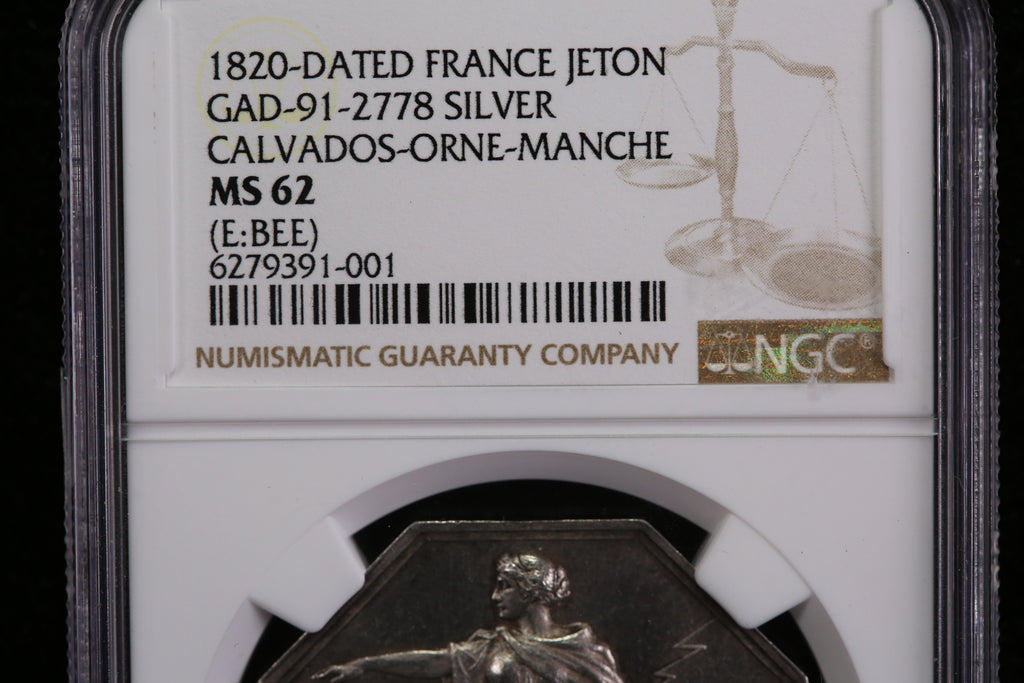 1820-DATED FRANCE JETON
GAD-91-2778 SILVER
CALVADOS-ORNE-MANCHE
MS 62
(E:BEE)
6279391-001
NUMISMATIC GUARANTY COMPANY
NGC®